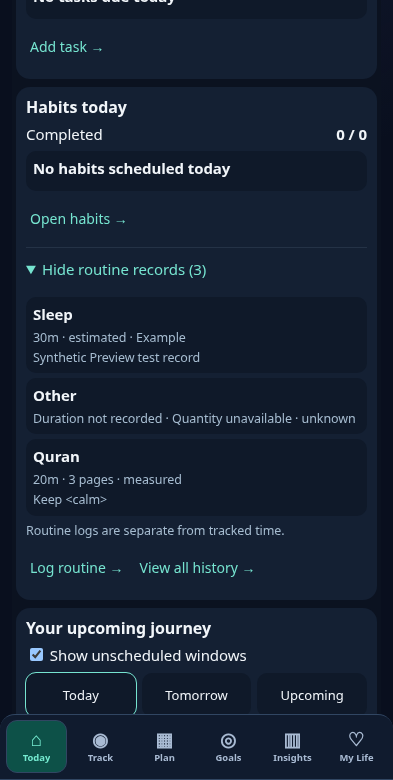 No tasks due today
Add task →
Habits today
Completed 0 / 0
No habits scheduled today
Open habits →
▼ Hide routine records (3)
Sleep
30m · estimated · Example
Synthetic Preview test record
Other
Duration not recorded · Quantity unavailable · unknown
Quran
20m · 3 pages · measured
Keep <calm>
Routine logs are separate from tracked time.
Log routine → View all history →
Your upcoming journey
Show unscheduled windows
Today Tomorrow Upcoming
Today Track Plan Goals Insights My Life